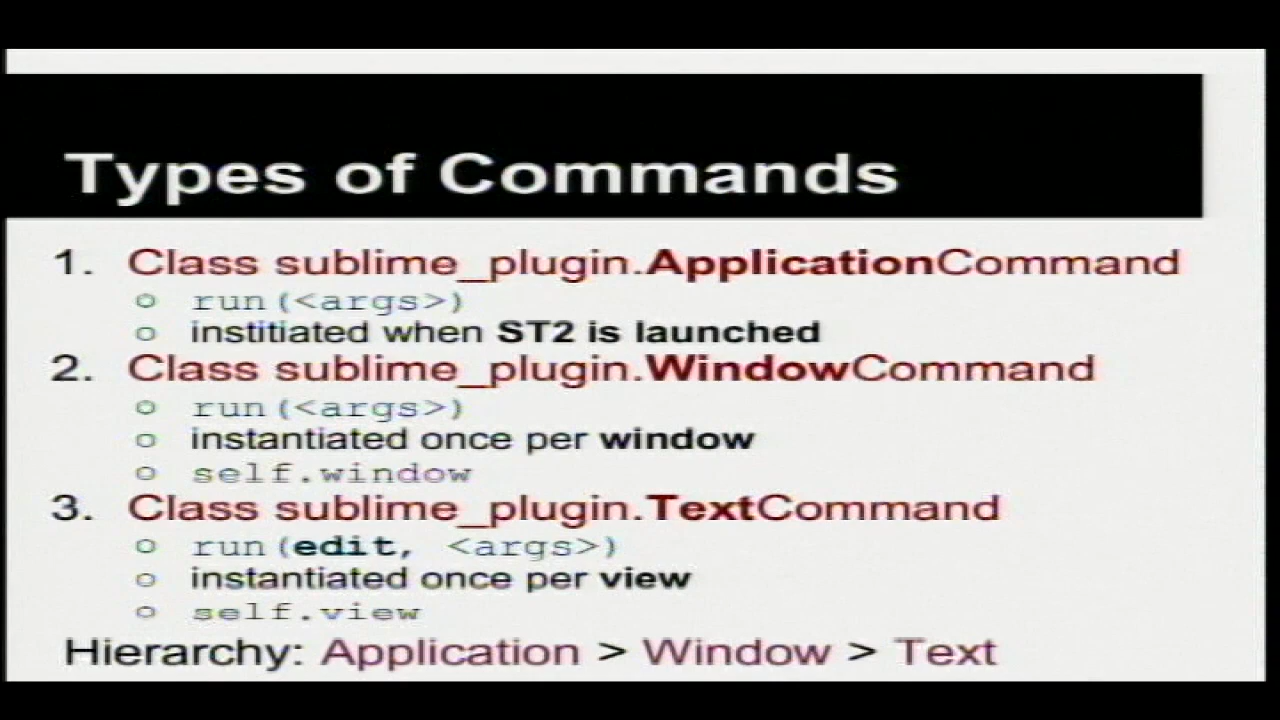 Types of Commands
1. Class sublime_plugin.ApplicationCommand
○ run(<args>)
○ institiated when ST2 is launched
2. Class sublime_plugin.WindowCommand
○ run(<args>)
○ instantiated once per window
○ self.window
3. Class sublime_plugin.TextCommand
○ run(edit, <args>)
○ instantiated once per view
○ self.view
Hierarchy: Application > Window > Text